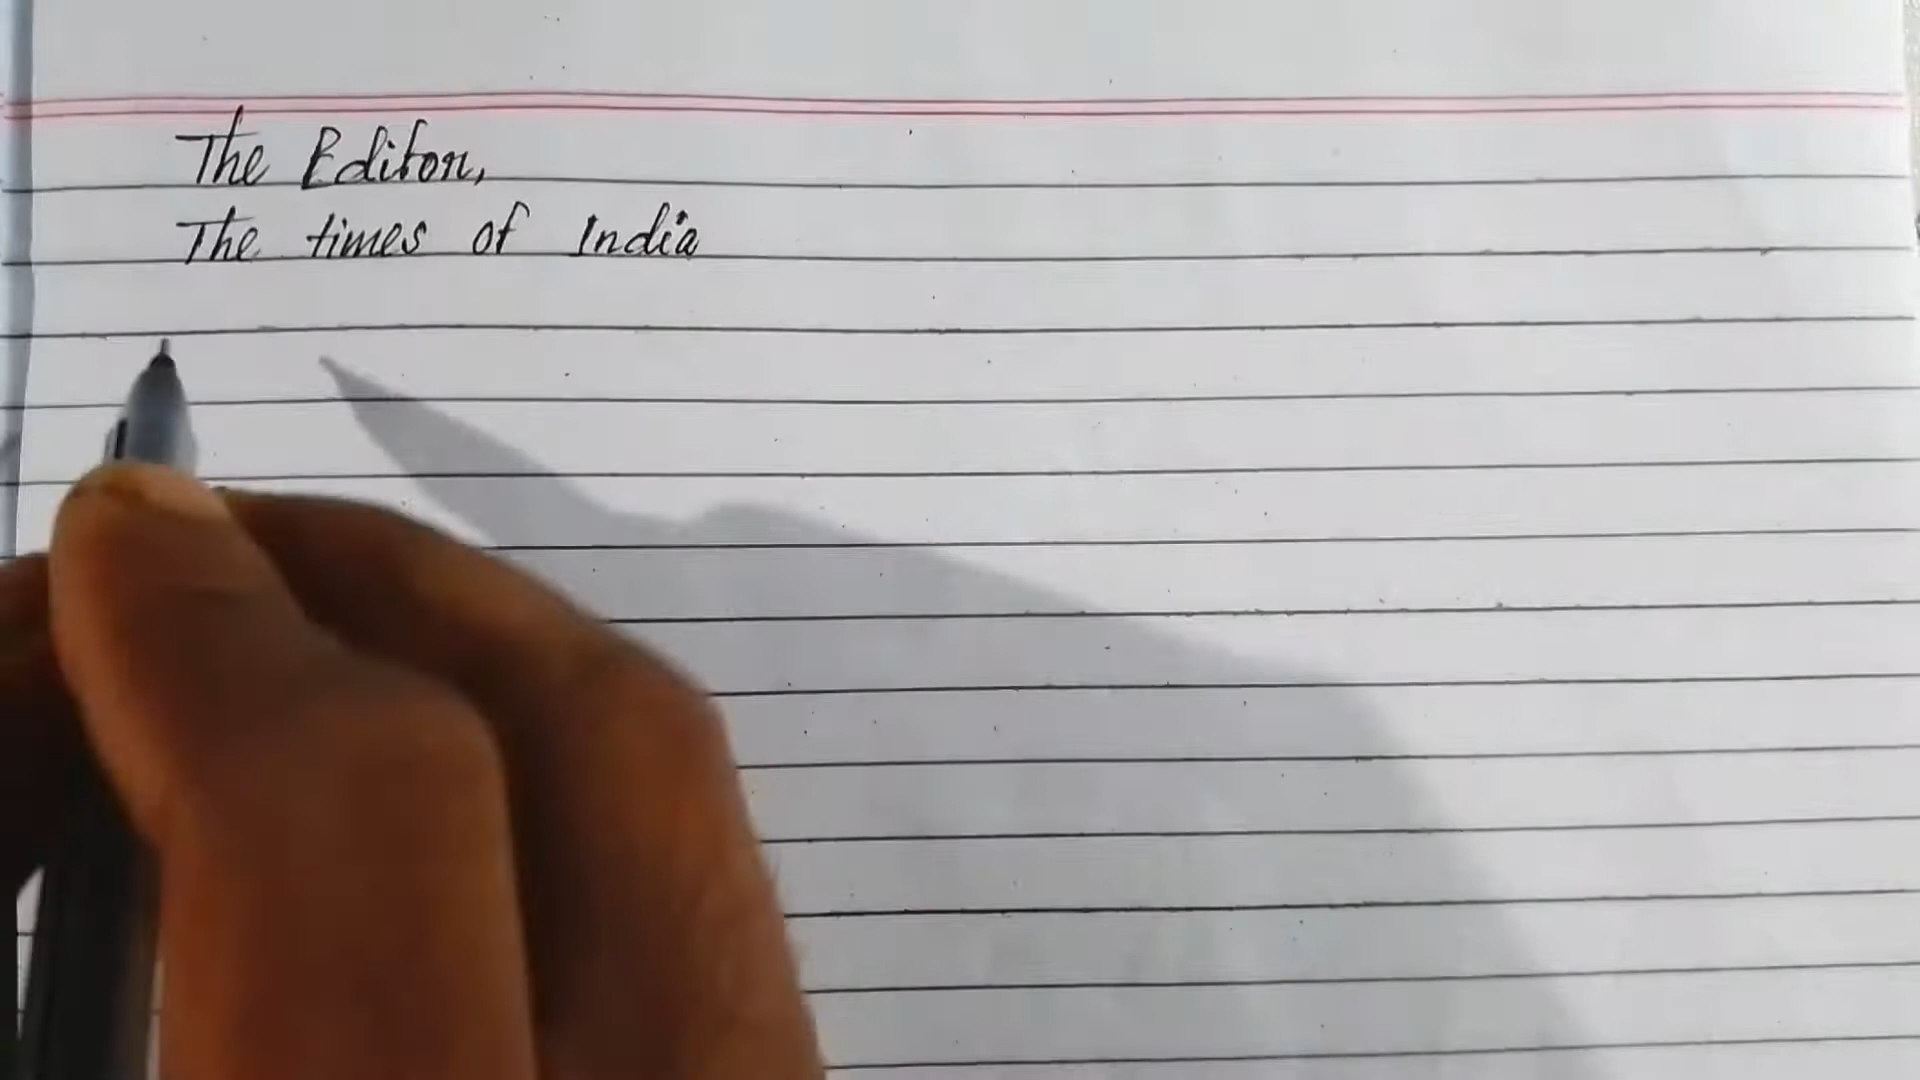 The Editor,
The times of India